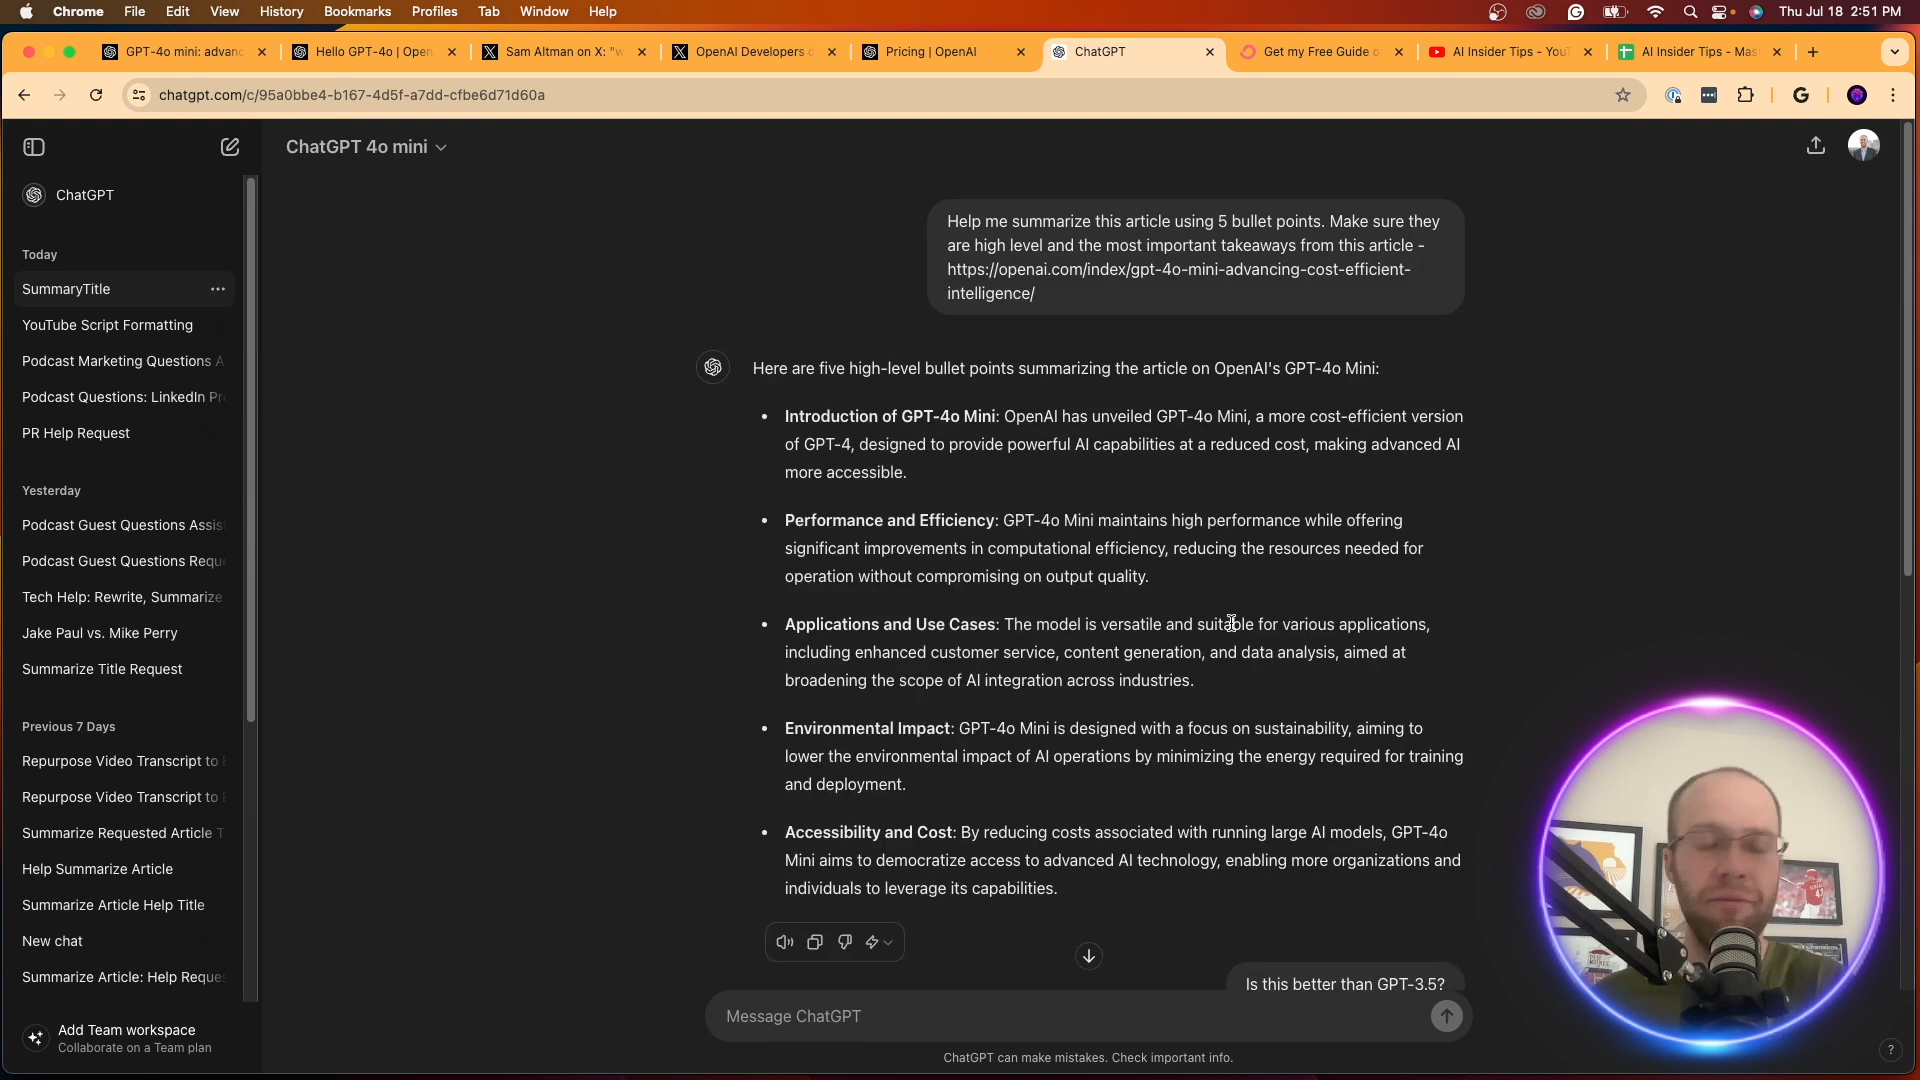 Chrome File Edit View History Bookmarks Profiles Tab Window Help Thu Jul 18 2:51 PM
GPT-4o mini: advanc Hello GPT-4o | Open Sam Altman on X: "w OpenAI Developers o Pricing | OpenAI ChatGPT Get my Free Guide o AI Insider Tips - YouT AI Insider Tips - Mas
chatgpt.com/c/95a0bbe4-b167-4d5f-a7dd-cfbe6d71d60a
ChatGPT 4o mini
ChatGPT
Today
SummaryTitle
YouTube Script Formatting
Podcast Marketing Questions A
Podcast Questions: LinkedIn Pr
PR Help Request
Yesterday
Podcast Guest Questions Assis
Podcast Guest Questions Reque
Tech Help: Rewrite, Summarize
Jake Paul vs. Mike Perry
Summarize Title Request
Previous 7 Days
Repurpose Video Transcript to
Repurpose Video Transcript to
Summarize Requested Article T
Help Summarize Article
Summarize Article Help Title
New chat
Summarize Article: Help Reques
Add Team workspace
Collaborate on a Team plan
Help me summarize this article using 5 bullet points. Make sure they
are high level and the most important takeaways from this article -
https://openai.com/index/gpt-4o-mini-advancing-cost-efficient-
intelligence/
Here are five high-level bullet points summarizing the article on OpenAI's GPT-4o Mini:
• Introduction of GPT-4o Mini: OpenAI has unveiled GPT-4o Mini, a more cost-efficient version
of GPT-4, designed to provide powerful AI capabilities at a reduced cost, making advanced AI
more accessible.
• Performance and Efficiency: GPT-4o Mini maintains high performance while offering
significant improvements in computational efficiency, reducing the resources needed for
operation without compromising on output quality.
• Applications and Use Cases: The model is versatile and suitable for various applications,
including enhanced customer service, content generation, and data analysis, aimed at
broadening the scope of AI integration across industries.
• Environmental Impact: GPT-4o Mini is designed with a focus on sustainability, aiming to
lower the environmental impact of AI operations by minimizing the energy required for training
and deployment.
• Accessibility and Cost: By reducing costs associated with running large AI models, GPT-4o
Mini aims to democratize access to advanced AI technology, enabling more organizations and
individuals to leverage its capabilities.
Is this better than GPT-3.5?
Message ChatGPT
ChatGPT can make mistakes. Check important info.
?